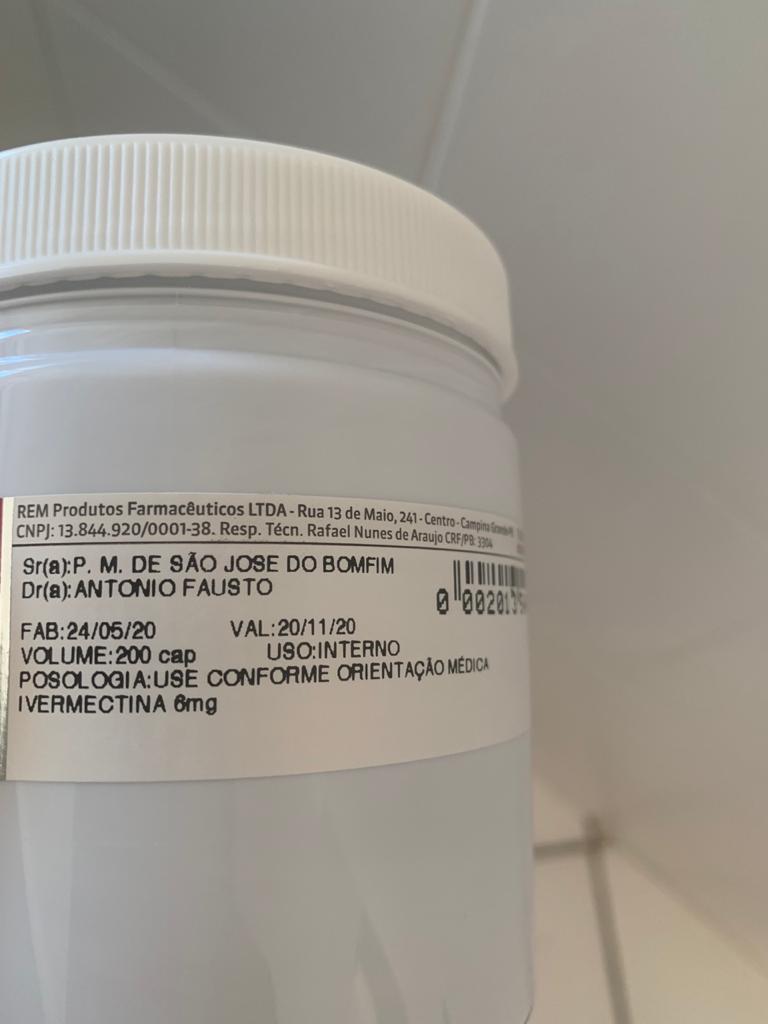 REM Produtos Farmacêuticos LTDA - Rua 13 de Maio, 241 - Centro - Campina Grande-PB
CNPJ: 13.844.920/0001-38. Resp. Técn. Rafael Nunes de Araujo CRF/PB: 3304
Sr(a):P. M. DE SÃO JOSE DO BOMFIM
Dr(a):ANTONIO FAUSTO
FAB:24/05/20 VAL:20/11/20
VOLUME:200 cap USO:INTERNO
POSOLOGIA:USE CONFORME ORIENTAÇÃO MÉDICA
IVERMECTINA 6mg